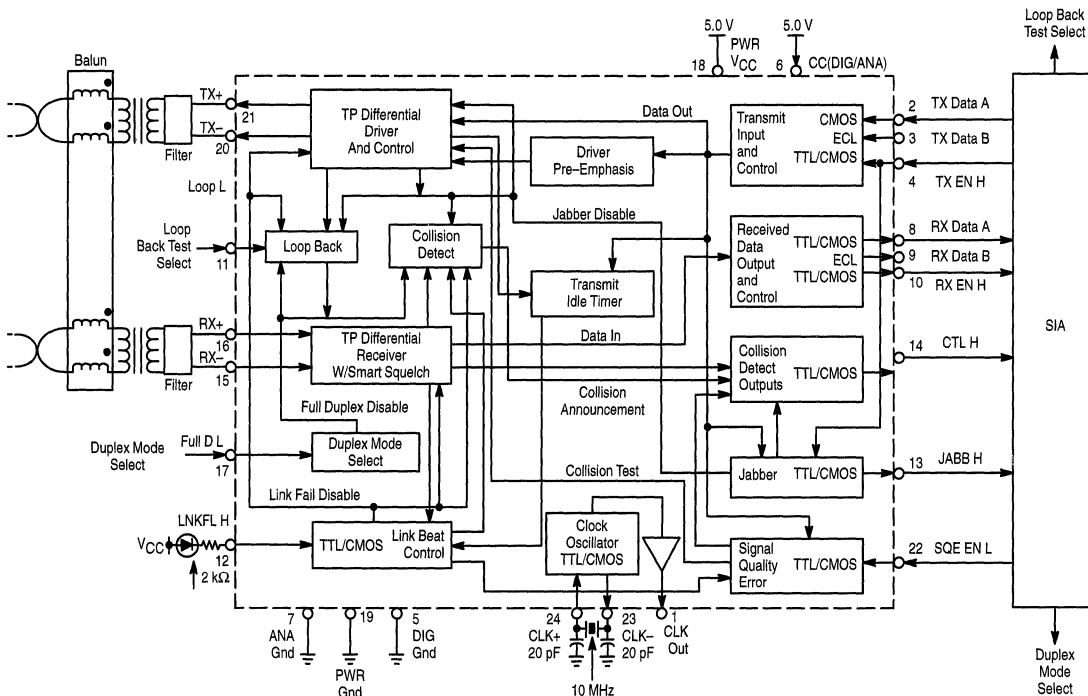 5.0 V
5.0 V
Loop Back
Test Select
PWR
VCC
18
6
CC(DIG/ANA)
Balun
TX+
21
TX–
20
Filter
TP Differential
Driver
And Control
Data Out
Driver
Pre–Emphasis
Transmit
Input
and
Control
CMOS
ECL
TTL/CMOS
2
TX Data A
3
TX Data B
4
TX EN H
Loop L
Loop
Back Test
Select
11
Loop Back
Collision
Detect
Jabber Disable
Transmit
Idle Timer
Received
Data
Output
and
Control
TTL/CMOS
ECL
TTL/CMOS
8
RX Data A
9
RX Data B
10
RX EN H
SIA
RX+
16
RX–
15
Filter
TP Differential
Receiver
W/Smart Squelch
Data In
Collision
Detect
Outputs
TTL/CMOS
14
CTL H
Collision
Announcement
Full Duplex Disable
Duplex Mode
Select
Full D L
17
Duplex Mode
Select
Collision Test
Jabber
TTL/CMOS
13
JABB H
Link Fail Disable
LNKFL H
VCC
12
2 kΩ
TTL/CMOS
Link Beat
Control
Clock
Oscillator
TTL/CMOS
Signal
Quality
Error
TTL/CMOS
22
SQE EN L
7
ANA
Gnd
19
PWR
Gnd
5
DIG
Gnd
24
CLK+
20 pF
23
CLK–
20 pF
1
CLK
Out
10 MHz
Duplex
Mode
Select